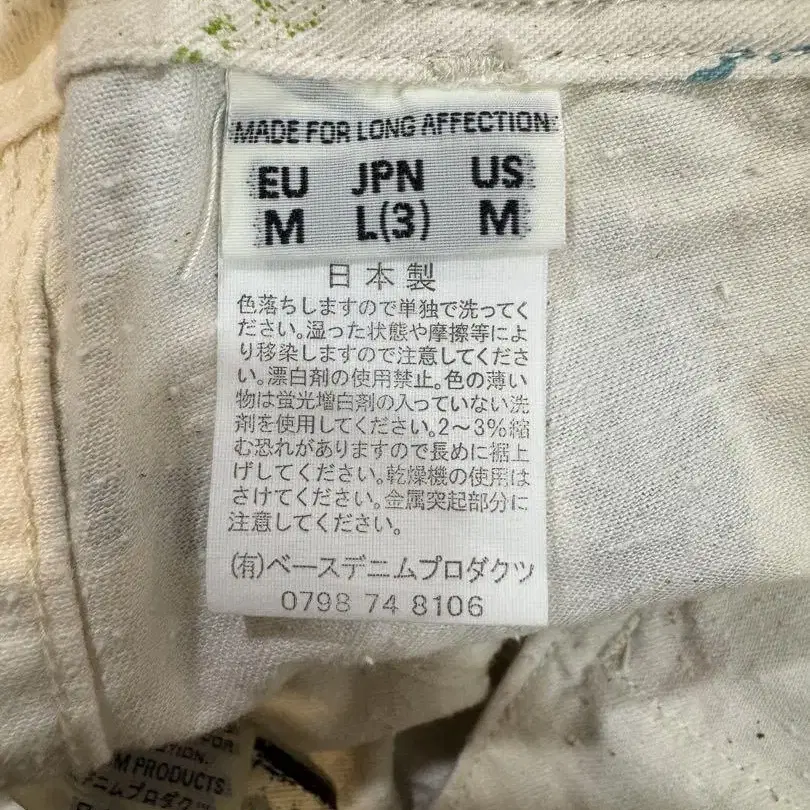 MADE FOR LONG AFFECTION
EU JPN US
M L(3) M
日本製
色落ちしますので単独で洗ってく
ださい。湿った状態や摩擦等によ
り移染しますので注意してくださ
い。漂白剤の使用禁止。色の薄い
物は蛍光増白剤の入っていない洗
剤を使用してください。2～3%縮
む恐れがありますので長めに裾上
げしてください。乾燥機の使用は
さけてください。金属突起部分に
注意してください。
(有)ベースデニムプロダクツ
0798 74 8106
M PRODUCTS
デニムプロダク